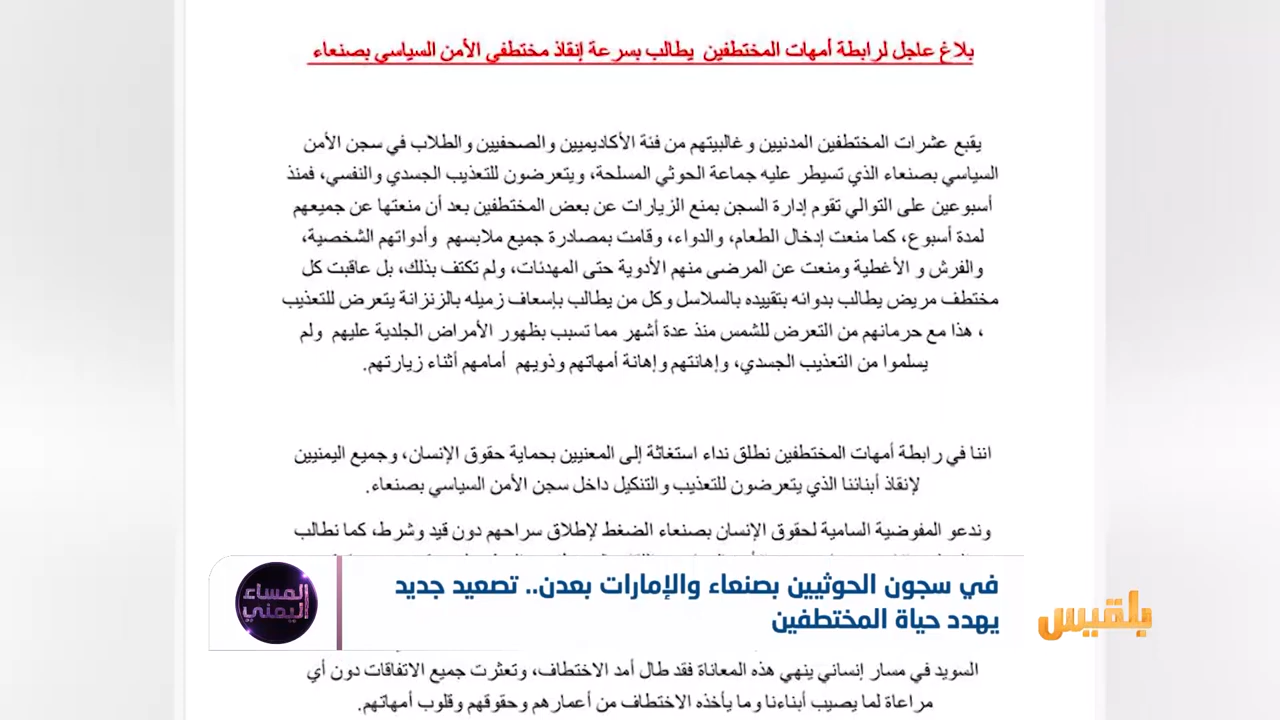 بلاغ عاجل لرابطة أمهات المختطفين يطالب بسرعة إنقاذ مختطفي الأمن السياسي بصنعاء
يقبع عشرات المختطفين المدنيين وغالبيتهم من فئة الأكاديميين والصحفيين والطلاب في سجن الأمن
السياسي بصنعاء الذي تسيطر عليه جماعة الحوثي المسلحة، ويتعرضون للتعذيب الجسدي والنفسي، فمنذ
أسبوعين على التوالي تقوم إدارة السجن بمنع الزيارات عن بعض المختطفين بعد أن منعتها عن جميعهم
لمدة أسبوع، كما منعت إدخال الطعام، والدواء، وقامت بمصادرة جميع ملابسهم وأدواتهم الشخصية،
والفرش و الأغطية ومنعت عن المرضى منهم الأدوية حتى المهدئات، ولم تكتف بذلك، بل عاقبت كل
مختطف مريض يطالب بدوائه بتقييده بالسلاسل وكل من يطالب بإسعاف زميله بالزنزانة يتعرض للتعذيب
، هذا مع حرمانهم من التعرض للشمس منذ عدة أشهر مما تسبب بظهور الأمراض الجلدية عليهم ولم
يسلموا من التعذيب الجسدي، وإهانتهم وإهانة أمهاتهم وذويهم أمامهم أثناء زيارتهم.
اننا في رابطة أمهات المختطفين نطلق نداء استغاثة إلى المعنيين بحماية حقوق الإنسان، وجميع اليمنيين
لإنقاذ أبنائنا الذي يتعرضون للتعذيب والتنكيل داخل سجن الأمن السياسي بصنعاء.
وندعو المفوضية السامية لحقوق الإنسان بصنعاء الضغط لإطلاق سراحهم دون قيد وشرط، كما نطالب
المساء
اليمني
في سجون الحوثيين بصنعاء والإمارات بعدن.. تصعيد جديد
يهدد حياة المختطفين
بلقيس
السويد في مسار إنساني ينهي هذه المعاناة فقد طال أمد الاختطاف، وتعثرت جميع الاتفاقات دون أي
مراعاة لما يصيب أبناءنا وما يأخذه الاختطاف من أعمارهم وحقوقهم وقلوب أمهاتهم.